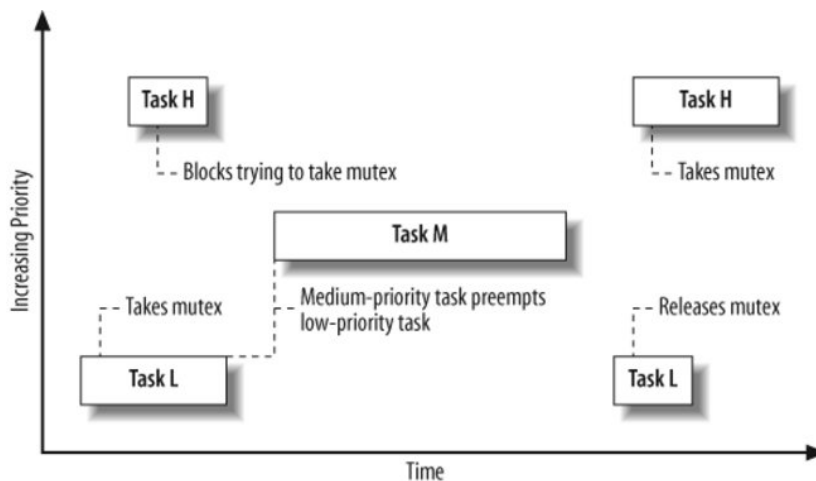 Task H
Task H
Blocks trying to take mutex
Takes mutex
Task M
Takes mutex
Medium-priority task preempts
low-priority task
Releases mutex
Task L
Task L
Increasing Priority
Time